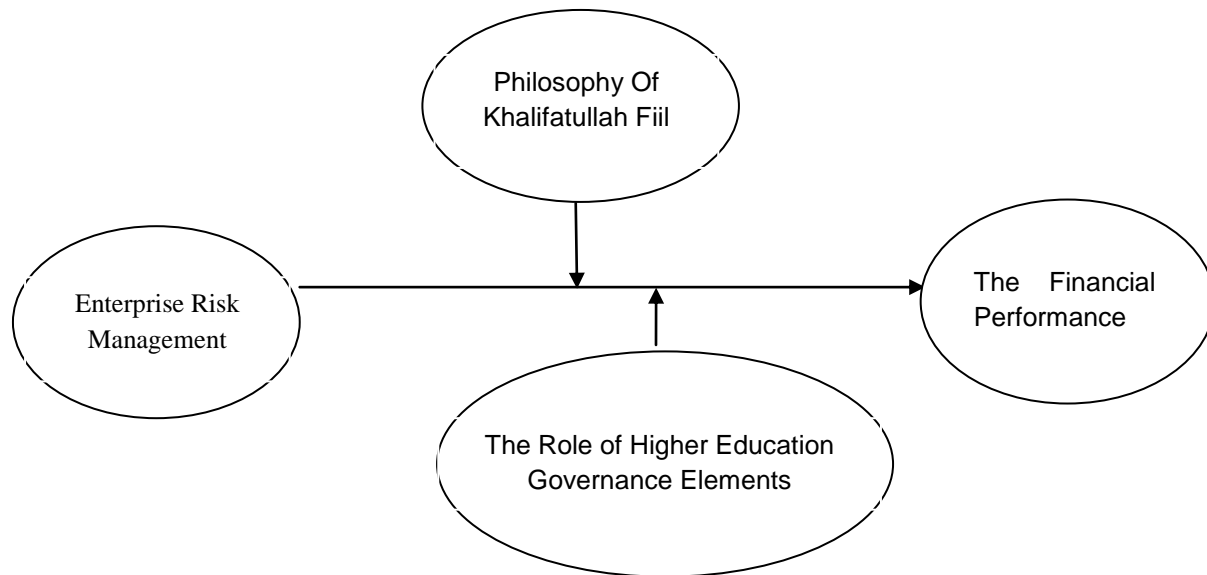 Philosophy Of
Khalifatullah Fiil
Enterprise Risk
Management
The Financial
Performance
The Role of Higher Education
Governance Elements